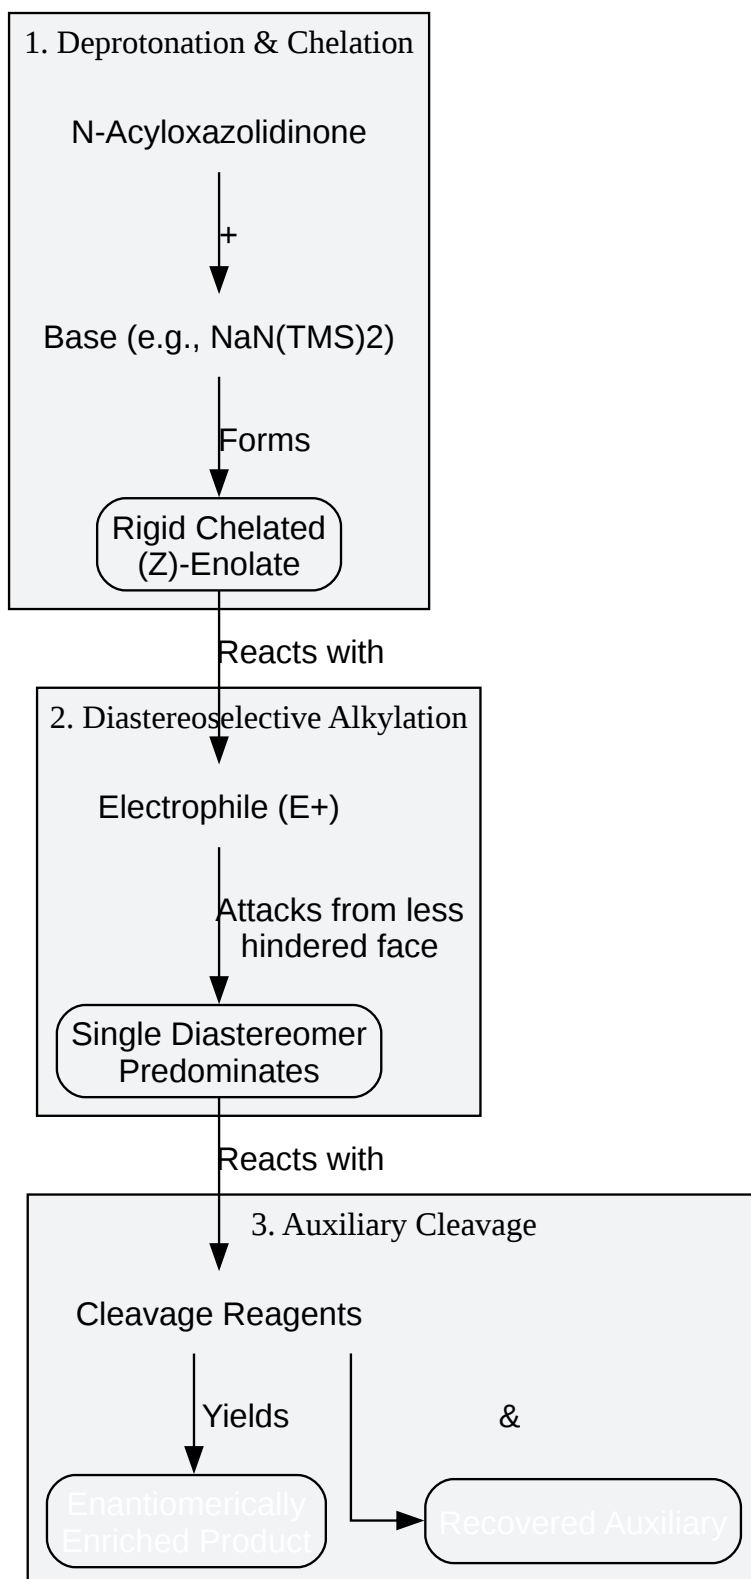 1. Deprotonation & Chelation
N-Acyloxazolidinone
+
Base (e.g., NaN(TMS)2)
Forms
Rigid Chelated
(Z)-Enolate
Reacts with
2. Diastereoselective Alkylation
Electrophile (E+)
Attacks from less
hindered face
Single Diastereomer
Predominates
Reacts with
3. Auxiliary Cleavage
Cleavage Reagents
Yields
&
Enantiomerically
Enriched Product
Recovered Auxiliary